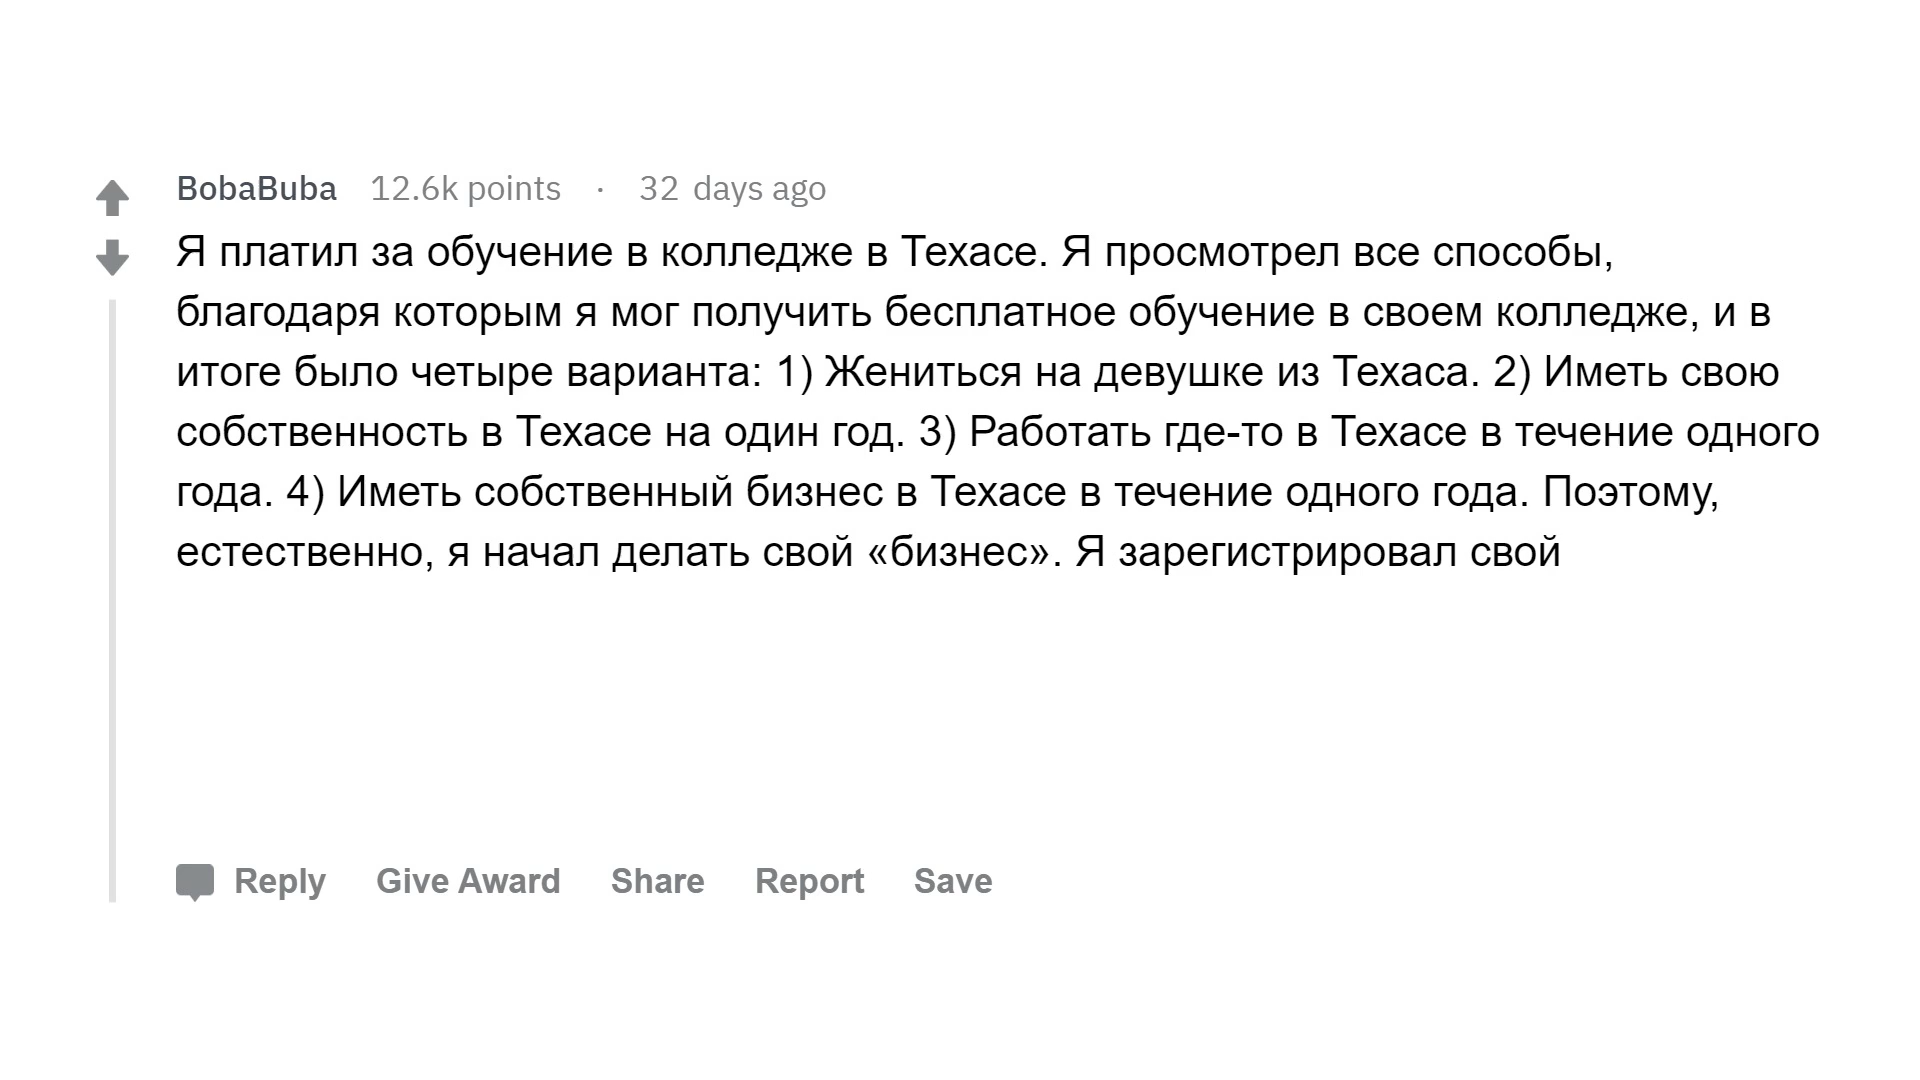 BobaBuba 12.6k points · 32 days ago
Я платил за обучение в колледже в Техасе. Я просмотрел все способы,
благодаря которым я мог получить бесплатное обучение в своем колледже, и в
итоге было четыре варианта: 1) Жениться на девушке из Техаса. 2) Иметь свою
собственность в Техасе на один год. 3) Работать где-то в Техасе в течение одного
года. 4) Иметь собственный бизнес в Техасе в течение одного года. Поэтому,
естественно, я начал делать свой «бизнес». Я зарегистрировал свой
Reply Give Award Share Report Save